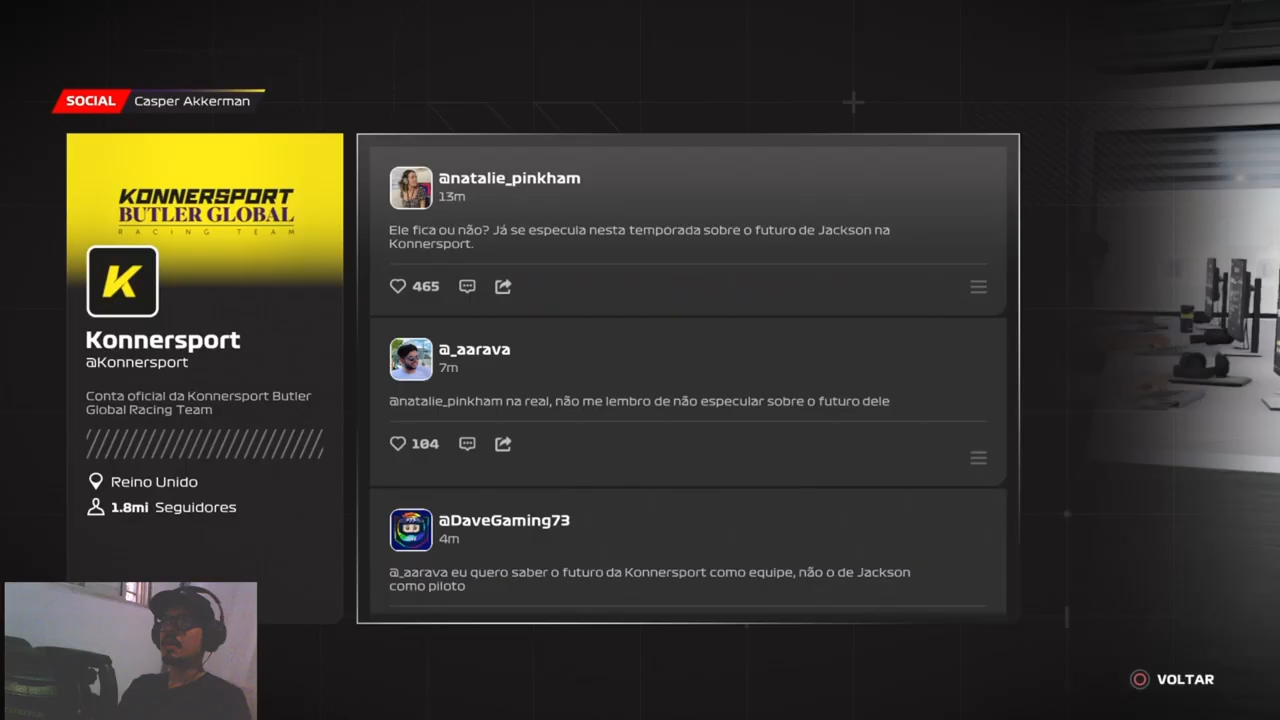 SOCIAL Casper Akkerman
KONNERSPORT
BUTLER GLOBAL
RACING TEAM
K
Konnersport
@Konnersport
Conta oficial da Konnersport Butler
Global Racing Team
Reino Unido
1.8mi Seguidores
@natalie_pinkham
13m
Ele fica ou não? Já se especula nesta temporada sobre o futuro de Jackson na
Konnersport.
465
@_aarava
7m
@natalie_pinkham na real, não me lembro de não especular sobre o futuro dele
104
@DaveGaming73
4m
@_aarava eu quero saber o futuro da Konnersport como equipe, não o de Jackson
como piloto
VOLTAR